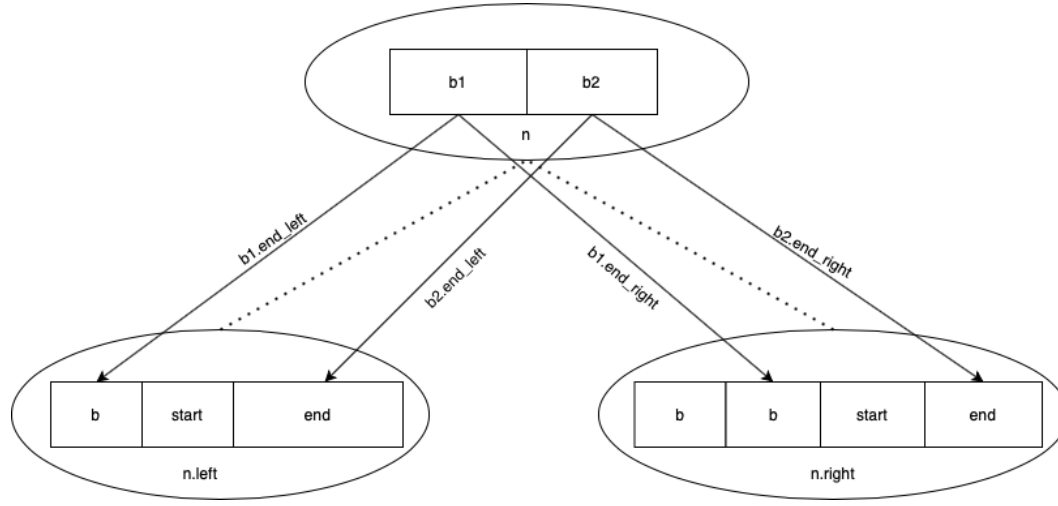 b1 b2
n
b1.end_left
b2.end_left
b1.end_right
b2.end_right
b start end
n.left
b b start end
n.right